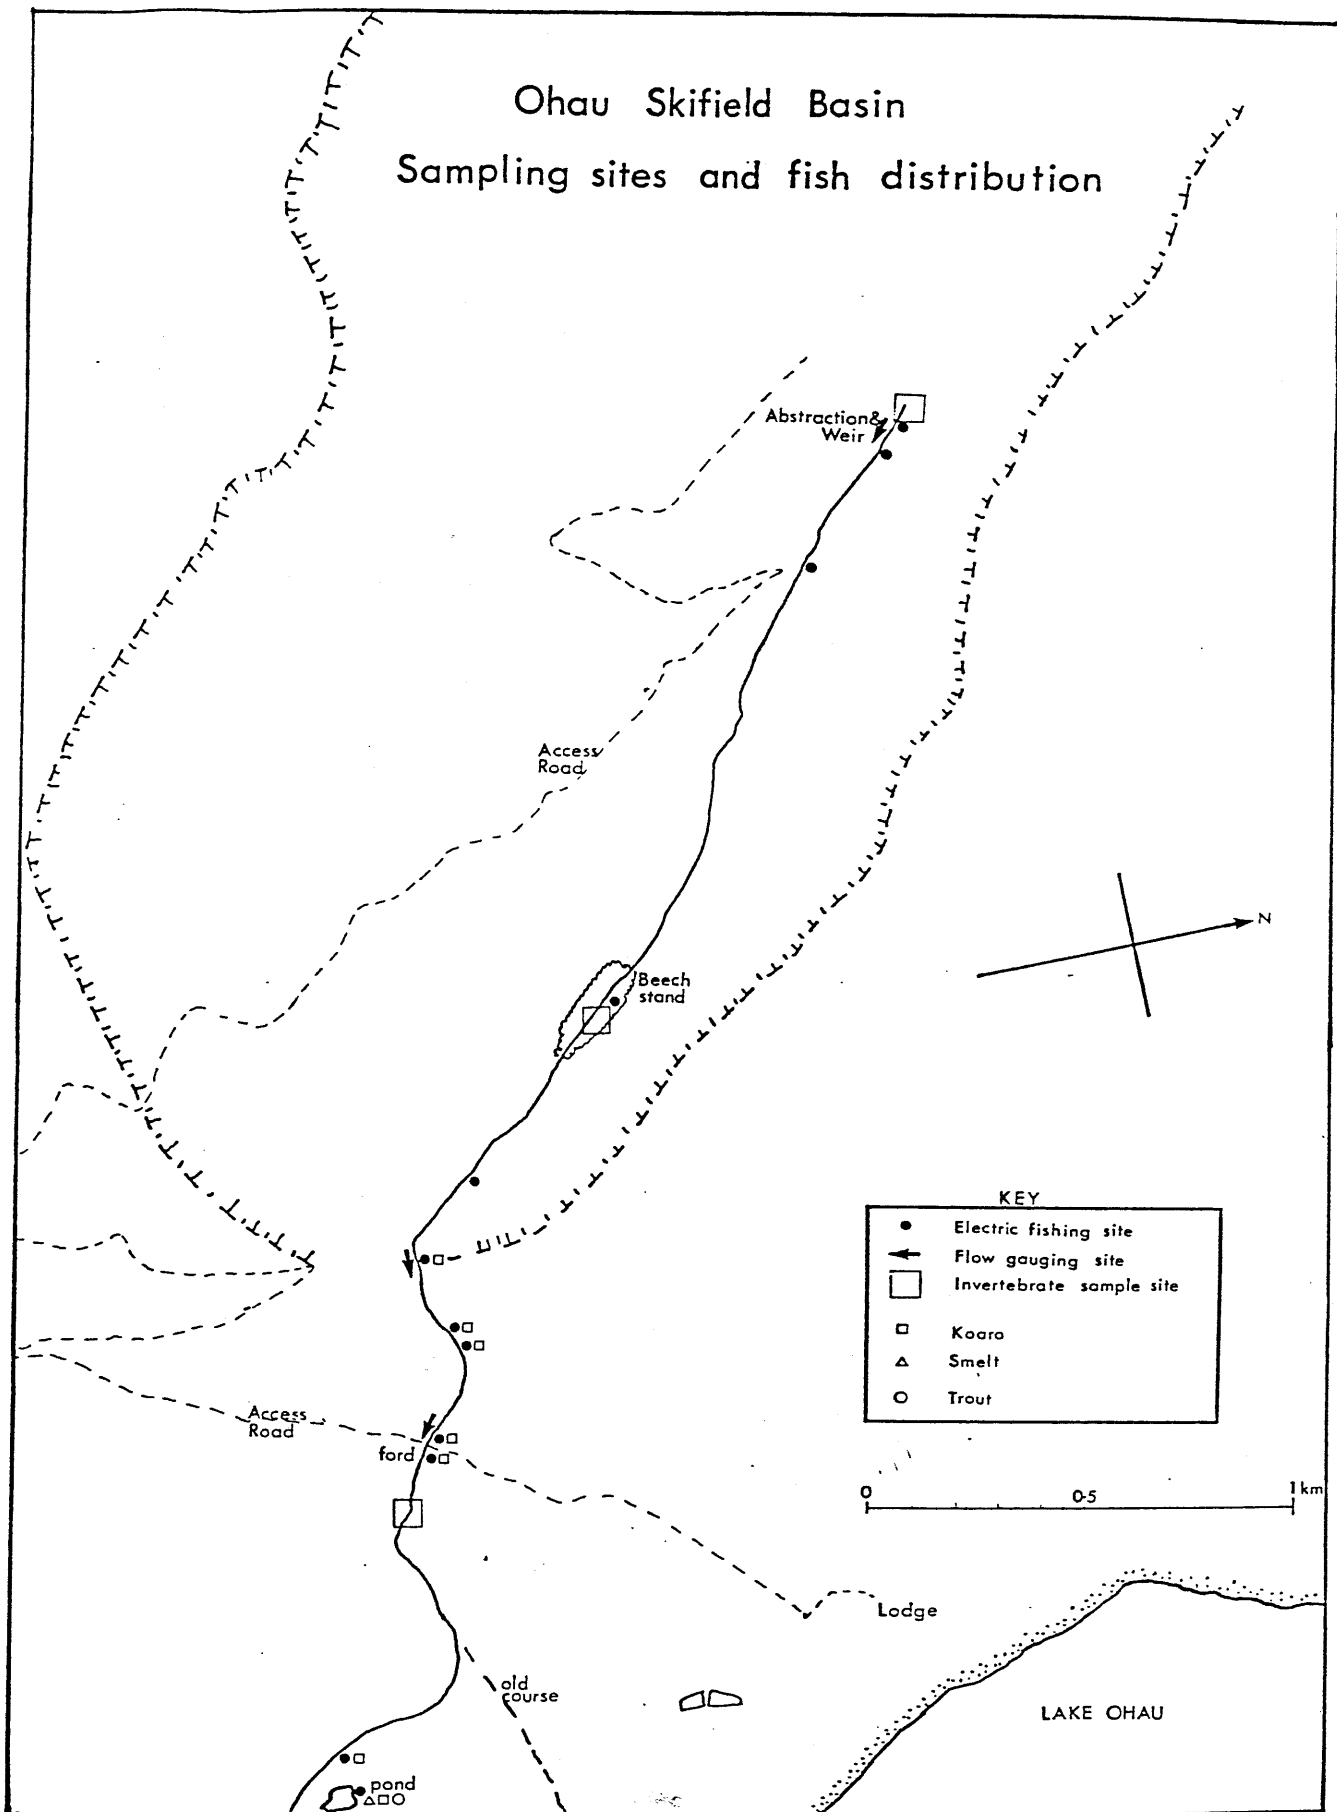 Ohau Skifield Basin
Sampling sites and fish distribution
Abstraction&
Weir
Access
Road
Beech
stand
N
KEY
Electric fishing site
Flow gauging site
Invertebrate sample site
Koaro
Smelt
Trout
Access
Road
ford
0 0·5 1km
Lodge
old
course
LAKE OHAU
pond